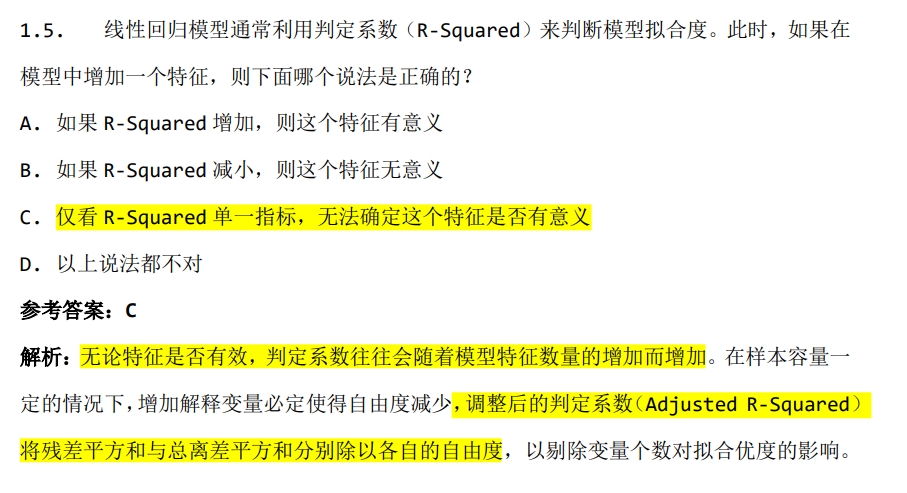 1.5. 线性回归模型通常利用判定系数（R-Squared）来判断模型拟合度。此时，如果在
模型中增加一个特征，则下面哪个说法是正确的？
A. 如果 R-Squared 增加，则这个特征有意义
B. 如果 R-Squared 减小，则这个特征无意义
C. 仅看 R-Squared 单一指标，无法确定这个特征是否有意义
D. 以上说法都不对
参考答案：C
解析：无论特征是否有效，判定系数往往会随着模型特征数量的增加而增加。在样本容量一
定的情况下，增加解释变量必定使得自由度减少，调整后的判定系数（Adjusted R-Squared）
将残差平方和与总离差平方和分别除以各自的自由度，以剔除变量个数对拟合优度的影响。